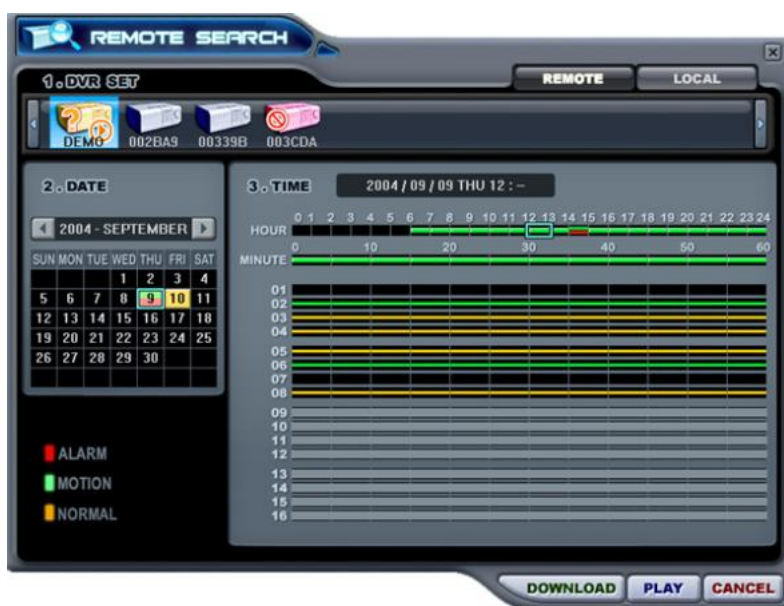 REMOTE SEARCH
1. DVR SET
REMOTE LOCAL
DEMO 002BA9 00339B 003CDA
2. DATE
3. TIME 2004 / 09 / 09 THU 12 : --
2004 - SEPTEMBER
0 1 2 3 4 5 6 7 8 9 10 11 12 13 14 15 16 17 18 19 20 21 22 23 24
HOUR
0 10 20 30 40 50 60
MINUTE
SUN MON TUE WED THU FRI SAT
1 2 3 4
5 6 7 8 9 10 11
12 13 14 15 16 17 18
19 20 21 22 23 24 25
26 27 28 29 30
01
02
03
04
05
06
07
08
09
10
11
12
13
14
15
16
ALARM
MOTION
NORMAL
DOWNLOAD PLAY CANCEL